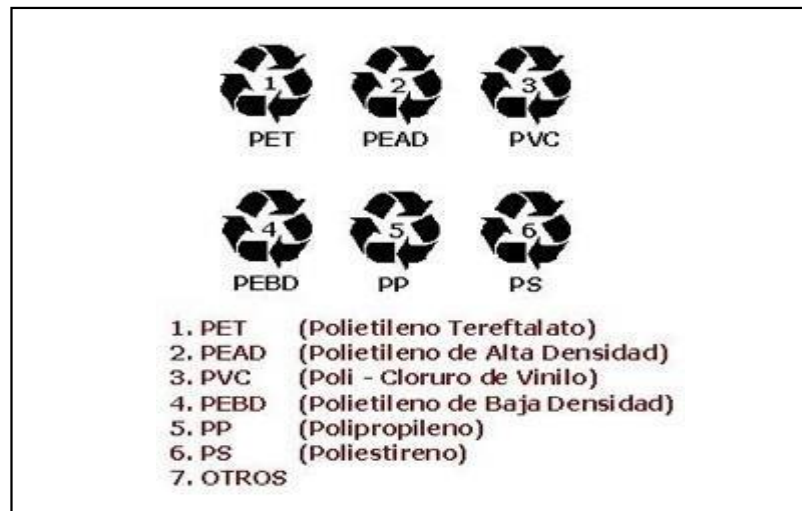 1 2 3
PET PEAD PVC
4 5 6
PEBD PP PS
1. PET (Polietileno Tereftalato)
2. PEAD (Polietileno de Alta Densidad)
3. PVC (Poli - Cloruro de Vinilo)
4. PEBD (Polietileno de Baja Densidad)
5. PP (Polipropileno)
6. PS (Poliestireno)
7. OTROS